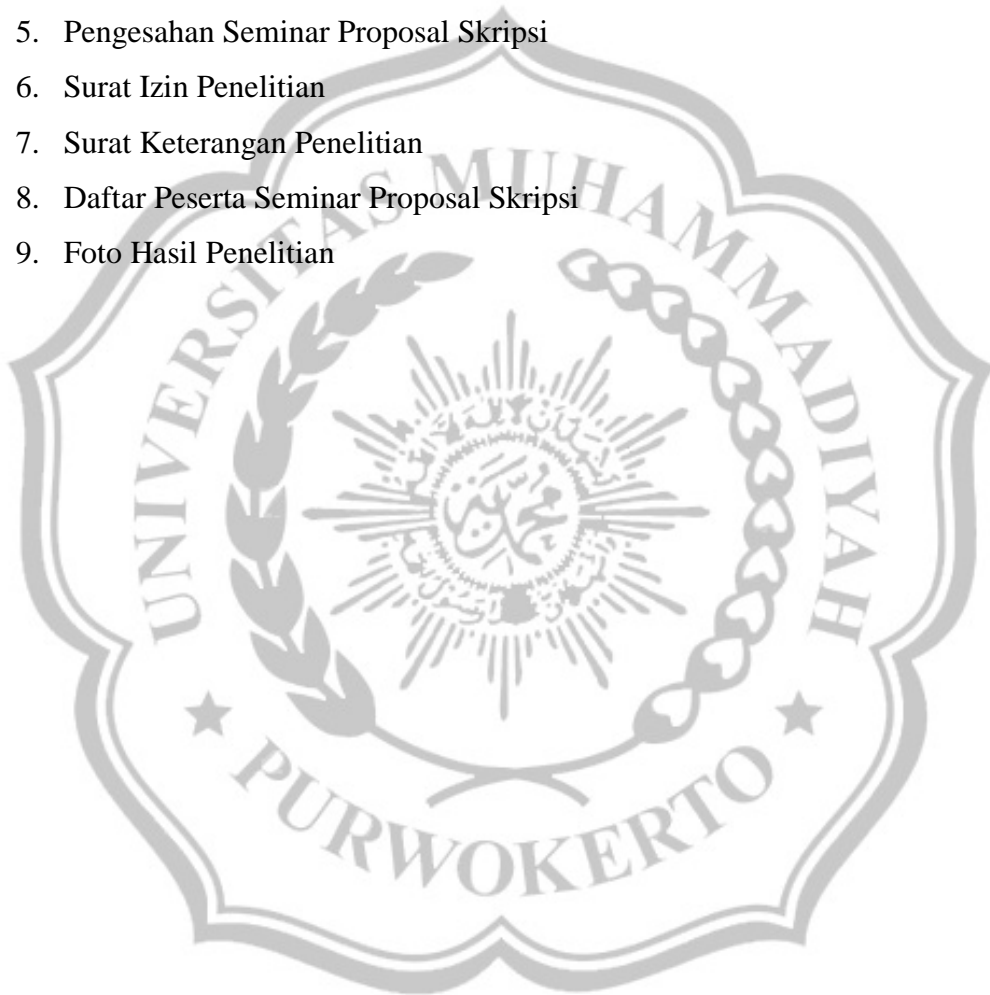 5. Pengesahan Seminar Proposal Skripsi
6. Surat Izin Penelitian
7. Surat Keterangan Penelitian
8. Daftar Peserta Seminar Proposal Skripsi
9. Foto Hasil Penelitian
UNIVERSITAS MUHAMMADIYAH
PURWOKERTO